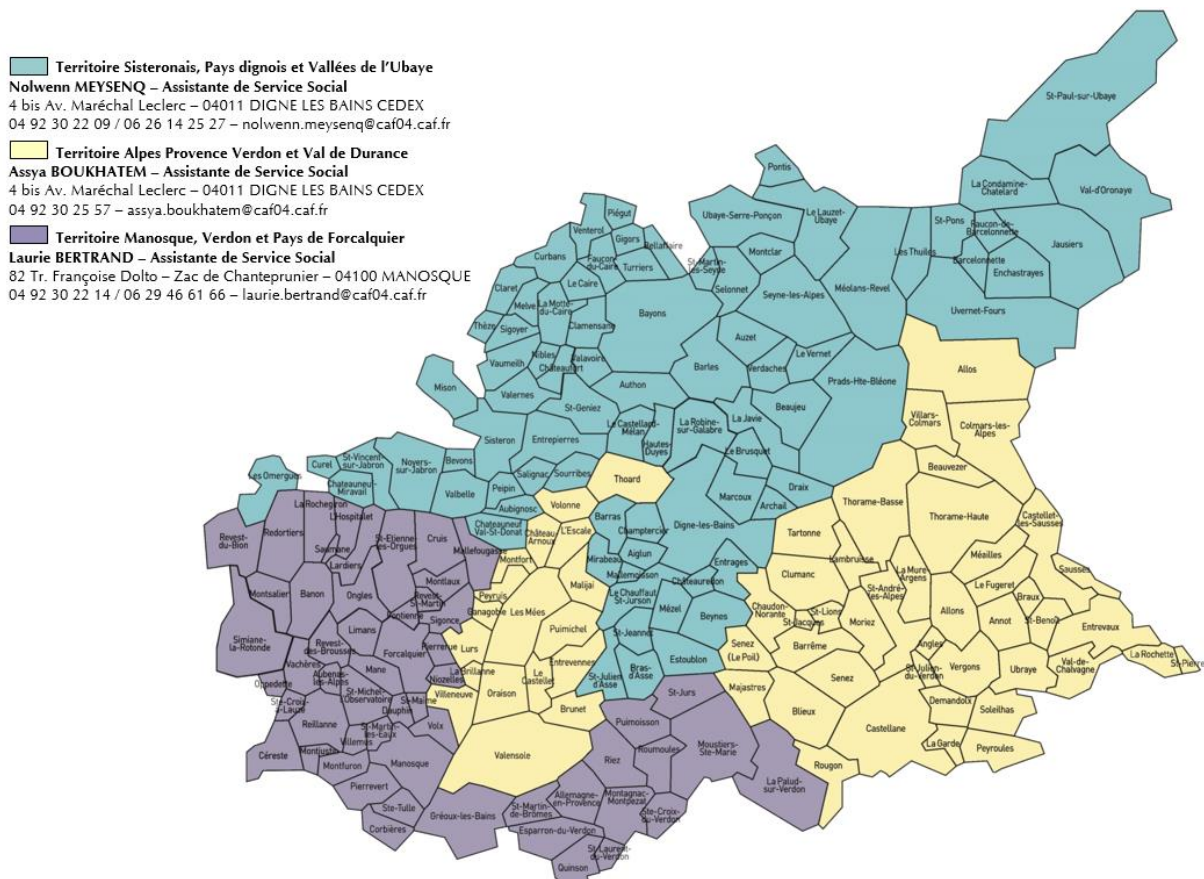 Territoire Sisteronais, Pays dignois et Vallées de l'Ubaye
Nolwenn MEYSENQ – Assistante de Service Social
4 bis Av. Maréchal Leclerc – 04011 DIGNE LES BAINS CEDEX
04 92 30 22 09 / 06 26 14 25 27 – nolwenn.meysenq@caf04.caf.fr
Territoire Alpes Provence Verdon et Val de Durance
Assya BOUKHATEM – Assistante de Service Social
4 bis Av. Maréchal Leclerc – 04011 DIGNE LES BAINS CEDEX
04 92 30 25 57 – assya.boukhatem@caf04.caf.fr
Territoire Manosque, Verdon et Pays de Forcalquier
Laurie BERTRAND – Assistante de Service Social
82 Tr. Françoise Dolto – Zac de Chanteprunier – 04100 MANOSQUE
04 92 30 22 14 / 06 29 46 61 66 – laurie.bertrand@caf04.caf.fr
St-Paul-sur-Ubaye
Pontis
La Condamine-
Chatelard
Val-d'Oronaye
Ubaye-Serre-Ponçon
Le Lauzet-
Ubaye
St-Pons
Faucon-de-
Barcelonnette
Jausiers
Barcelonnette
Enchastrayes
Les Thuiles
Méolans-Revel
Uvernet-Fours
Piégut
Venterol
Gigors
Bellaffaire
Curbans
Faucon-
du-Caire
Turriers
St-Martin-
les-Seyne
Montclar
Selonnet
Seyne-les-Alpes
Claret
Melve
La Motte-
du-Caire
Le Caire
Clamensane
Bayons
Thèze
Sigoyer
Auzet
Le Vernet
Verdaches
Barles
Prads-Hte-Bléone
Vaumeilh
Nibles
Châteaufort
Valavoire
Mison
Valernes
Authon
Beaujeu
St-Geniez
Le Castellard-
Mélan
La Robine-
sur-Galabre
La Javie
Hautes-
Duyes
Le Brusquet
Sisteron
Entrepierres
Les Omergues
Curel
St-Vincent-
sur-Jabron
Noyers-
sur-Jabron
Bevons
Chateauneuf-
Miravail
Valbelle
Peipin
Salignac
Sourribes
Aubignosc
Thoard
Marcoux
Draix
Archail
Chateauneuf
Val-St-Donat
Volonne
Château-
Arnoux
L'Escale
Barras
Champtercier
Digne-les-Bains
Mirabeau
Aiglun
Mallemoisson
Entrages
Châteauredon
Le Chauffaut
St-Jurson
Mézel
Beynes
St-Jeannet
Estoublon
St-Julien
d'Asse
Bras-
d'Asse
Allos
Villars-
Colmars
Colmars-les-
Alpes
Beauvezer
Thorame-Basse
Thorame-Haute
Castellet-
les-Sausses
Tartonne
Lambruisse
Méailles
Sausses
Clumanc
La Mure-
Argens
St-André-
les-Alpes
Le Fugeret
Braux
Chaudon-
Norante
St-Lions
St-Jacques
Moriez
Allons
Annot
St-Benoît
Entrevaux
La Rochette
St-Pierre
Senez
(Le Poil)
Barrême
Angles
St-Julien-
du-Verdon
Vergons
Ubraye
Val-de-
Chalvagne
Majastres
Senez
Demandolx
Soleilhas
Blieux
Castellane
La Garde
Peyroules
Rougon
Montfort
Peyruis
Ganagobie
Les Mées
Malijai
Puimichel
Lurs
Entrevennes
Le
Castellet
Oraison
Villeneuve
Brunet
Valensole
La Rochegiron
L'Hospitalet
Revest-
du-Bion
Redortiers
Saumane
Lardiers
St-Etienne-
les-Orgues
Cruis
Mallefougasse
Montsalier
Banon
Ongles
Montlaux
Revest-
St-Martin
Fontienne
Sigonce
Simiane-
la-Rotonde
Limans
Revest-
des-Brousses
Forcalquier
Pierrerue
La Brillanne
Niozelles
Vachères
Aubenas-
les-Alpes
Mane
Oppedette
Ste-Croix-
à-Lauze
St-Michel-
l'Observatoire
Dauphin
St-Maime
Reillanne
Villemus
St-Martin-
les-Eaux
Volx
Céreste
Montjustin
Montfuron
Manosque
Pierrevert
Ste-Tulle
Corbières
Gréoux-les-Bains
St-Martin-
de-Brômes
Allemagne-
en-Provence
Esparron-du-Verdon
Quinson
St-Laurent-
du-Verdon
Montagnac-
Montpezat
Ste-Croix-
du-Verdon
Riez
Roumoules
Puimoisson
St-Jurs
Moustiers-
Ste-Marie
La Palud-
sur-Verdon